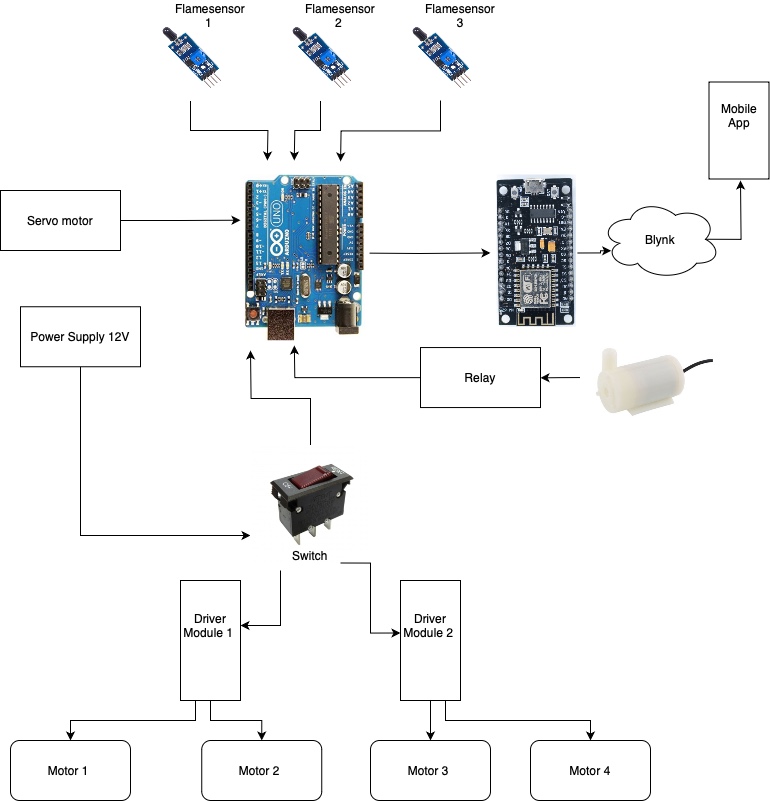 Flamesensor
1
Flamesensor
2
Flamesensor
3
Mobile
App
Servo motor
UNO
ARDUINO
Blynk
Power Supply 12V
Relay
Switch
Driver
Module 1
Driver
Module 2
Motor 1
Motor 2
Motor 3
Motor 4